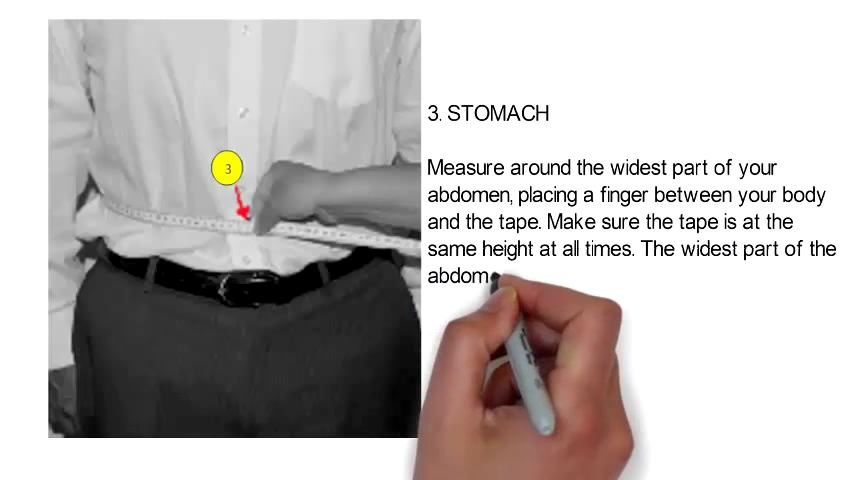 3. STOMACH
Measure around the widest part of your
abdomen, placing a finger between your body
and the tape. Make sure the tape is at the
same height at all times. The widest part of the
abdom
3